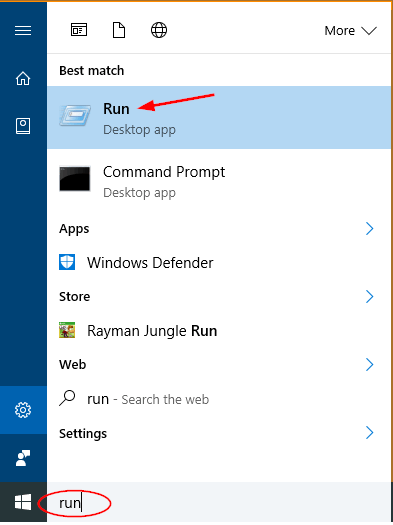 More
Best match
Run
Desktop app
Command Prompt
Desktop app
Apps
Windows Defender
Store
Rayman Jungle Run
Web
run - Search the web
Settings
run